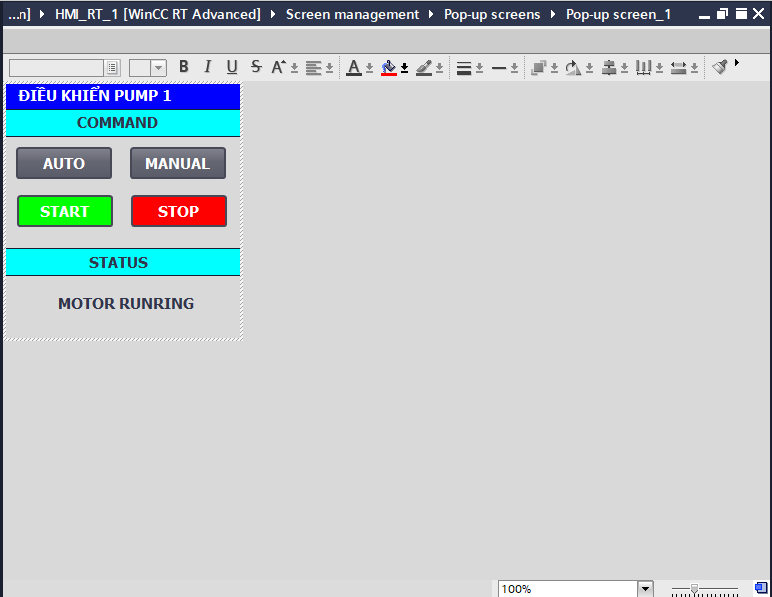 ...n] HMI_RT_1 [WinCC RT Advanced] Screen management Pop-up screens Pop-up screen_1
B I U S A A
ĐIỀU KHIỂN PUMP 1
COMMAND
AUTO MANUAL
START STOP
STATUS
MOTOR RUNRING
100%